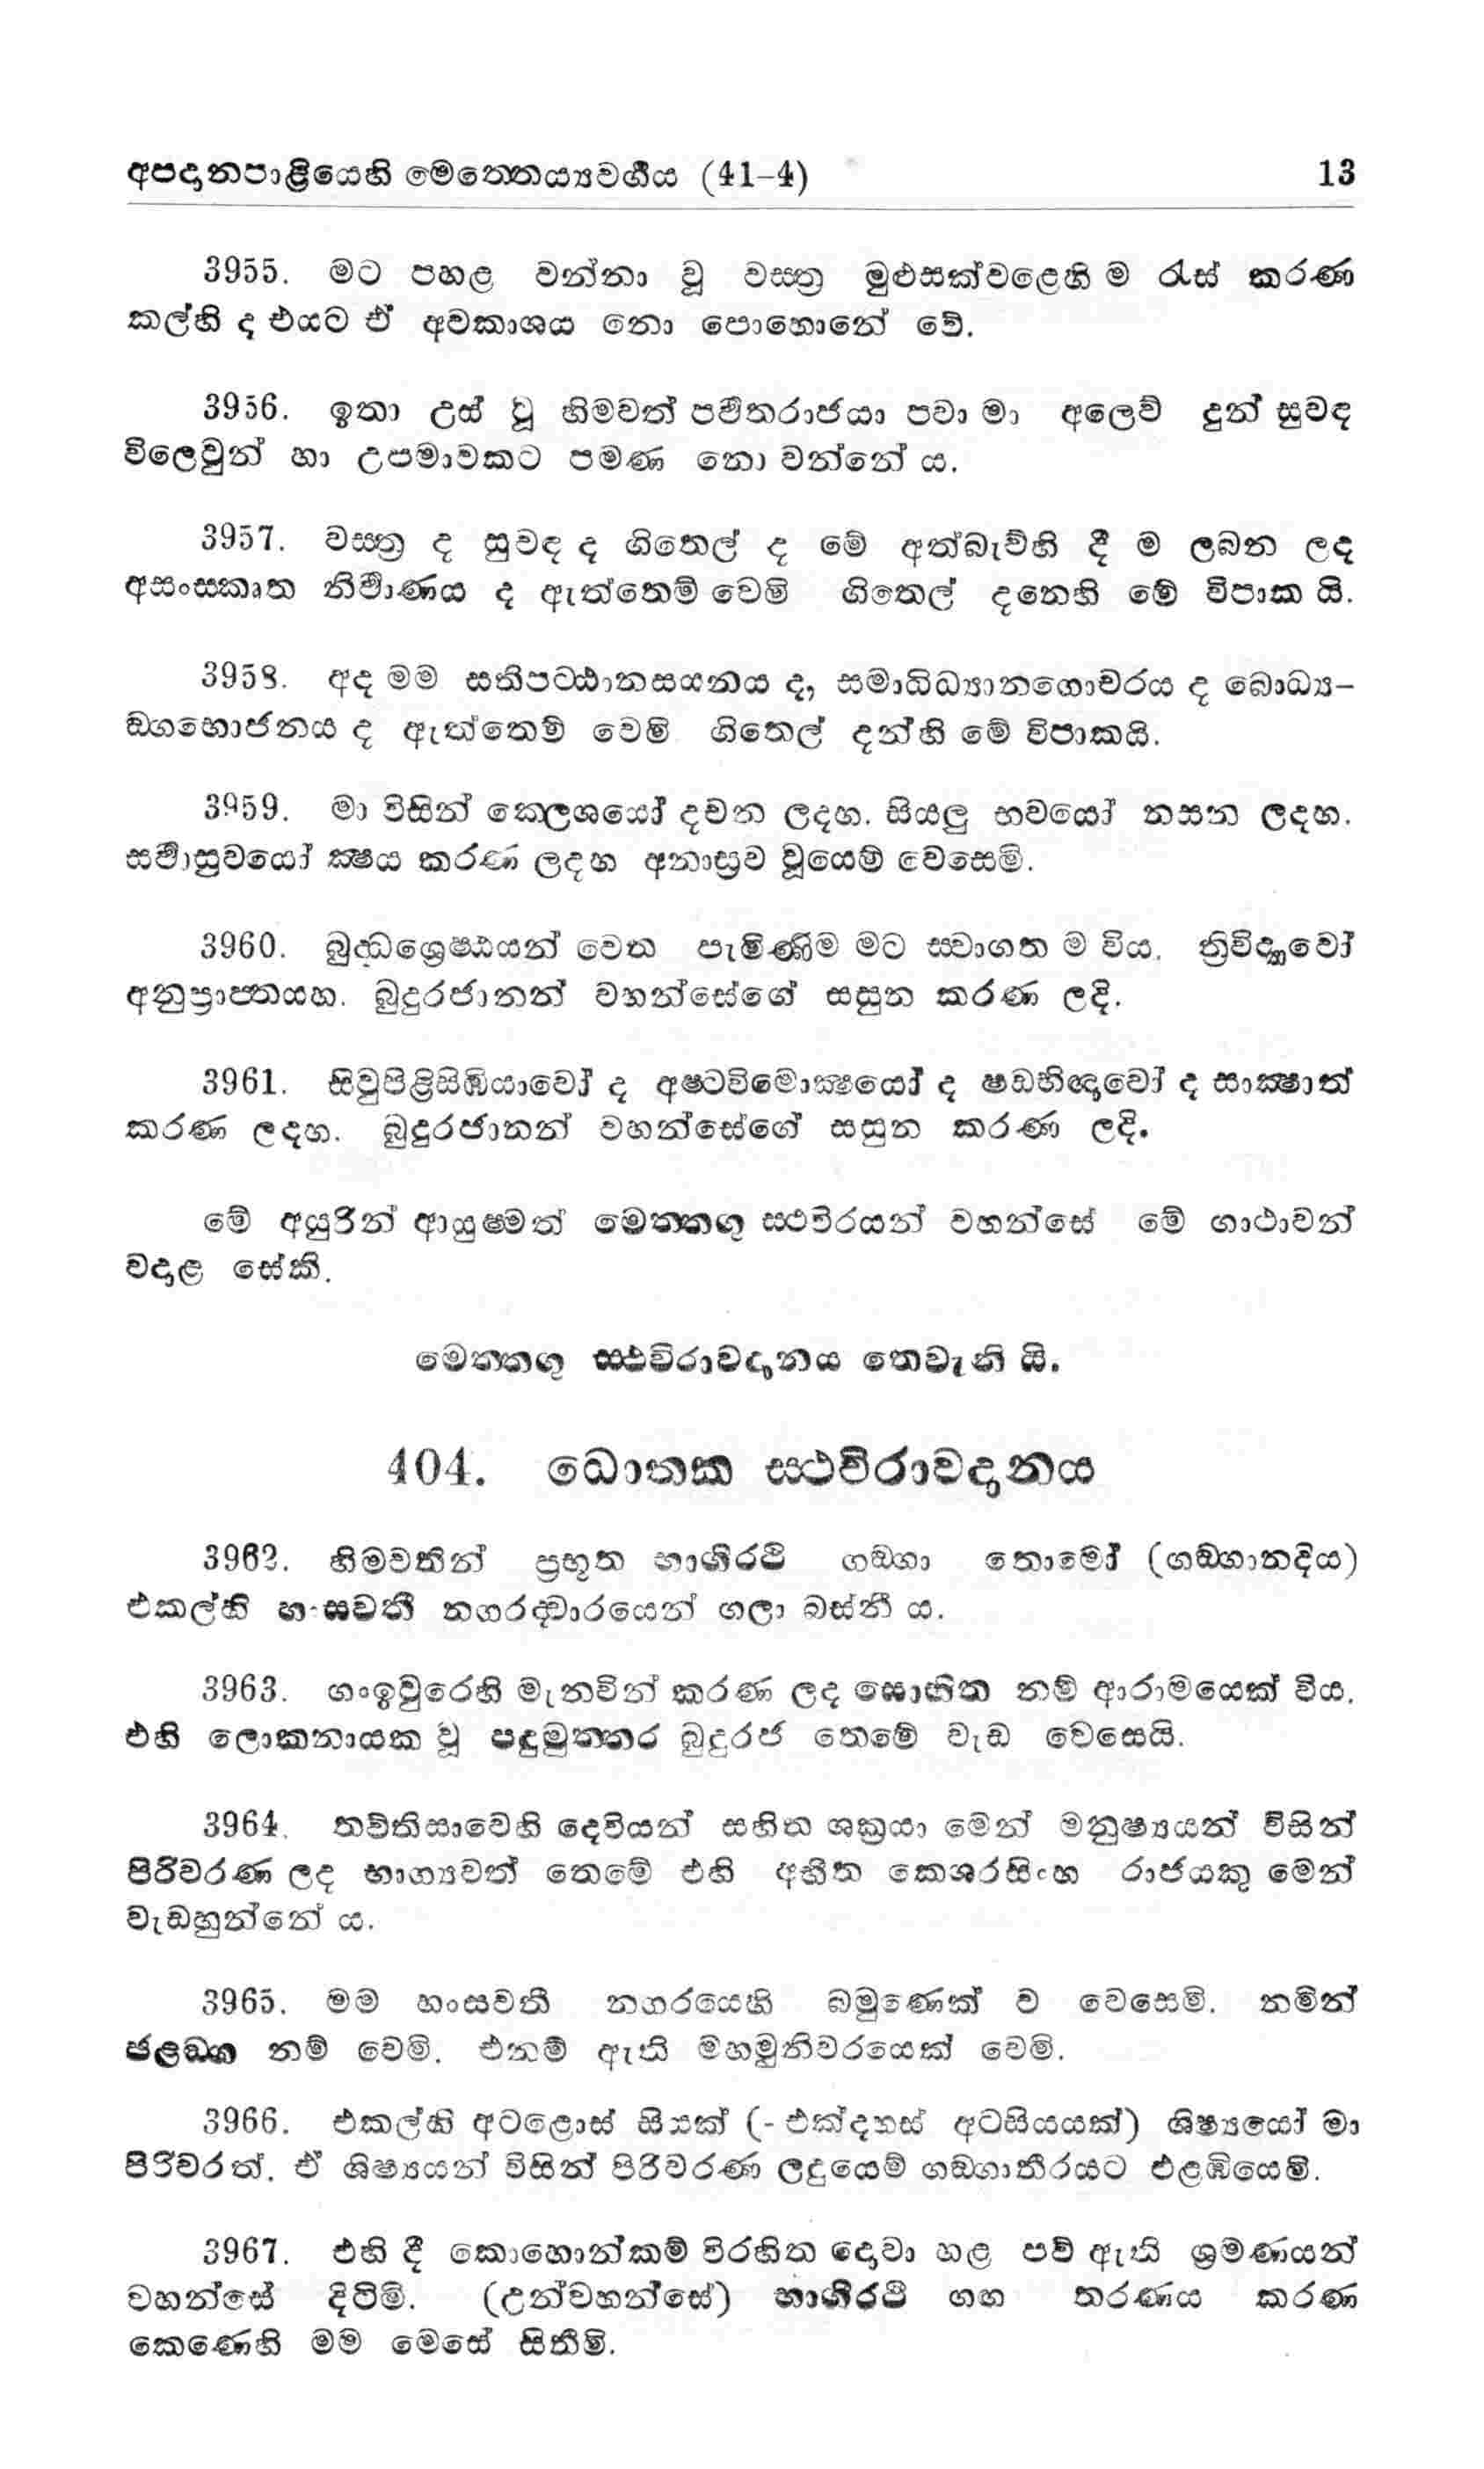 අපදානපාළියෙහි මෙත්තෙය්‍යවර්ගය (41-4) 13
3955. මට පහළ වන්නා වූ වස්ත්‍ර මුළුසක්වළෙහි ම රැස් කරණ
කල්හි ද එයට ඒ අවකාශය නො පොහොනේ වේ.
3956. ඉතා උස් වූ හිමවත් පර්වතරාජයා පවා මා අලෙව් දුන් සුවඳ
විලෙවුන් හා උපමාවකට පමණ නො වන්නේ ය.
3957. වස්ත්‍ර ද සුවඳ ද ගිතෙල් ද මේ අත්බැව්හි දී ම ලබන ලද
අසංස්කෘත නිර්වාණය ද ඇත්තෙම් වෙමි ගිතෙල් දනෙහි මේ විපාක යි.
3958. අද මම සතිපට්ඨානසයනය ද, සමාධිධ්‍යානගොචරය ද බොධ්‍ය-
ඞ්ගභොජනය ද ඇත්තෙම් වෙමි ගිතෙල් දන්හි මේ විපාකයි.
3959. මා විසින් කෙලශයෝ දවන ලදහ. සියලු භවයෝ නසන ලදහ.
සර්වාස්‍රවයෝ ක්‍ෂය කරණ ලදහ අනාස්‍රව වූයෙම් වෙසෙමි.
3960. බුද්ධශ්‍රෙෂ්ඨයන් වෙත පැමිණිම මට ස්වාගත ම විය. ත්‍රිවිද්‍යාවෝ
අනුප්‍රාප්තයහ. බුදුරජානන් වහන්සේගේ සසුන කරණ ලදි.
3961. සිවුපිළිසිඹියාවෝ ද අෂ්ටවිමොක්‍ෂයෝ ද ෂඩභිඥාවෝ ද සාක්‍ෂාත්
කරණ ලදහ. බුදුරජානන් වහන්සේගේ සසුන කරණ ලදි.
මේ අයුරින් ආයුෂ්මත් මෙත්තගු ස්ථවිරයන් වහන්සේ මේ ගාථාවන්
වදාළ සේකි.
මෙත්තගු ස්ථවිරාවදානය තෙවැනි යි.
404. ධොතක ස්ථවිරාවදානය
3962. හිමවතින් ප්‍රභූත භාගීරථි ගඞ්ගා තොමෝ (ගඞ්ගානදිය)
එකල්හි හංසවතී නගරද්වාරයෙන් ගලා බස්නී ය.
3963. ගංඉවුරෙහි මැනවින් කරණ ලද සොභිත නම් ආරාමයෙක් විය.
එහි ලොකනායක වූ පදුමුත්තර බුදුරජ තෙමේ වැඩ වෙසෙයි.
3964. තව්තිසාවෙහි දෙවියන් සහිත ශක්‍රයා මෙන් මනුෂ්‍යයන් විසින්
පිරිවරණ ලද භාග්‍යවත් තෙමේ එහි අභීත කෙශරසිංහ රාජයකු මෙන්
වැඩහුන්නේ ය.
3965. මම හංසවතී නගරයෙහි බමුණෙක් ව වෙසෙමි. නමින්
ඡළඞ්ග නම් වෙමි. එනම් ඇති මහමුනිවරයෙක් වෙමි.
3966. එකල්හි අටළොස් සියක් (- එක්දහස් අටසියයක්) ශිෂ්‍යයෝ මා
පිරිවරත්. ඒ ශිෂ්‍යයන් විසින් පිරිවරණ ලදුයෙම් ගඞ්ගාතීරයට එළඹියෙමි.
3967. එහි දී කොහොන්කම් විරහිත දොවා හළ පව් ඇති ශ්‍රමණයන්
වහන්සේ දිටිමි. (උන්වහන්සේ) භාගීරථි ගඟ තරණය කරණ
කෙණෙහි මම මෙසේ සිතීමි.